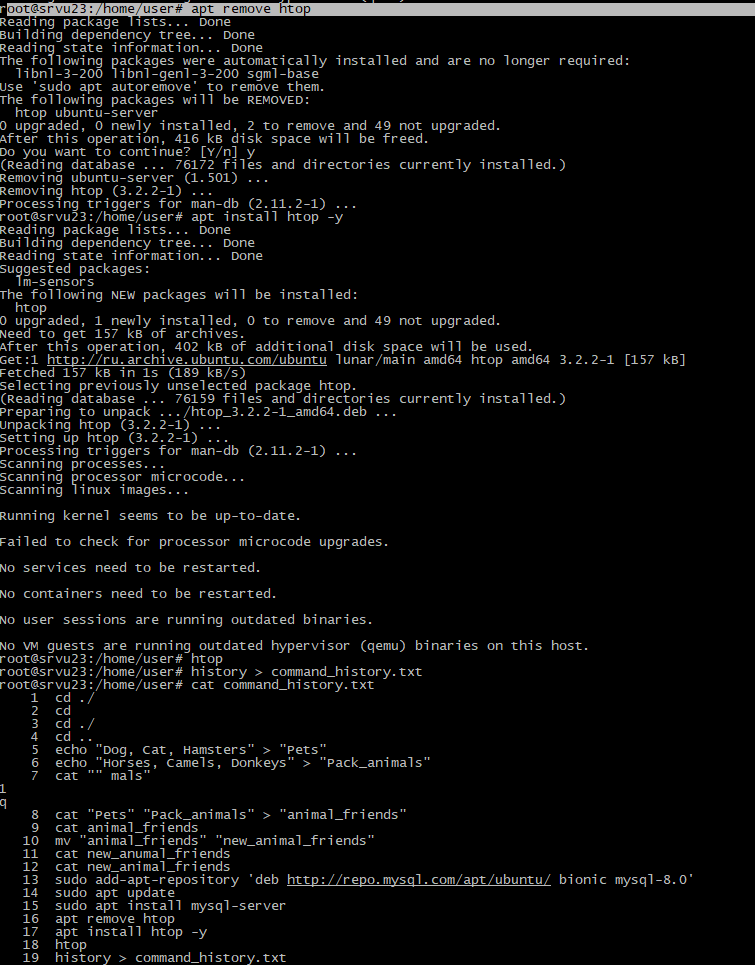 root@srvu23:/home/user# apt remove htop
Reading package lists... Done
Building dependency tree... Done
Reading state information... Done
The following packages were automatically installed and are no longer required:
  libnl-3-200 libnl-genl-3-200 sgml-base
Use 'sudo apt autoremove' to remove them.
The following packages will be REMOVED:
  htop ubuntu-server
0 upgraded, 0 newly installed, 2 to remove and 49 not upgraded.
After this operation, 416 kB disk space will be freed.
Do you want to continue? [Y/n] y
(Reading database ... 76172 files and directories currently installed.)
Removing ubuntu-server (1.501) ...
Removing htop (3.2.2-1) ...
Processing triggers for man-db (2.11.2-1) ...
root@srvu23:/home/user# apt install htop -y
Reading package lists... Done
Building dependency tree... Done
Reading state information... Done
Suggested packages:
  lm-sensors
The following NEW packages will be installed:
  htop
0 upgraded, 1 newly installed, 0 to remove and 49 not upgraded.
Need to get 157 kB of archives.
After this operation, 402 kB of additional disk space will be used.
Get:1 http://ru.archive.ubuntu.com/ubuntu lunar/main amd64 htop amd64 3.2.2-1 [157 kB]
Fetched 157 kB in 1s (189 kB/s)
Selecting previously unselected package htop.
(Reading database ... 76159 files and directories currently installed.)
Preparing to unpack .../htop_3.2.2-1_amd64.deb ...
Unpacking htop (3.2.2-1) ...
Setting up htop (3.2.2-1) ...
Processing triggers for man-db (2.11.2-1) ...
Scanning processes...
Scanning processor microcode...
Scanning linux images...
Running kernel seems to be up-to-date.
Failed to check for processor microcode upgrades.
No services need to be restarted.
No containers need to be restarted.
No user sessions are running outdated binaries.
No VM guests are running outdated hypervisor (qemu) binaries on this host.
root@srvu23:/home/user# htop
root@srvu23:/home/user# history > command_history.txt
root@srvu23:/home/user# cat command_history.txt
    1  cd ./
    2  cd
    3  cd ./
    4  cd ..
    5  echo "Dog, Cat, Hamsters" > "Pets"
    6  echo "Horses, Camels, Donkeys" > "Pack_animals"
    7  cat "" mals"
1
q
    8  cat "Pets" "Pack_animals" > "animal_friends"
    9  cat animal_friends
   10  mv "animal_friends" "new_animal_friends"
   11  cat new_anumal_friends
   12  cat new_animal_friends
   13  sudo add-apt-repository 'deb http://repo.mysql.com/apt/ubuntu/ bionic mysql-8.0'
   14  sudo apt update
   15  sudo apt install mysql-server
   16  apt remove htop
   17  apt install htop -y
   18  htop
   19  history > command_history.txt